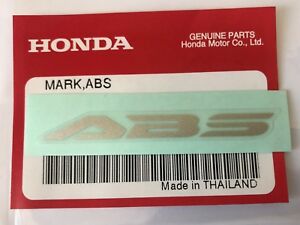 HONDA
GENUINE PARTS
Honda Motor Co., Ltd.
MARK,ABS
ABS
Made in THAILAND